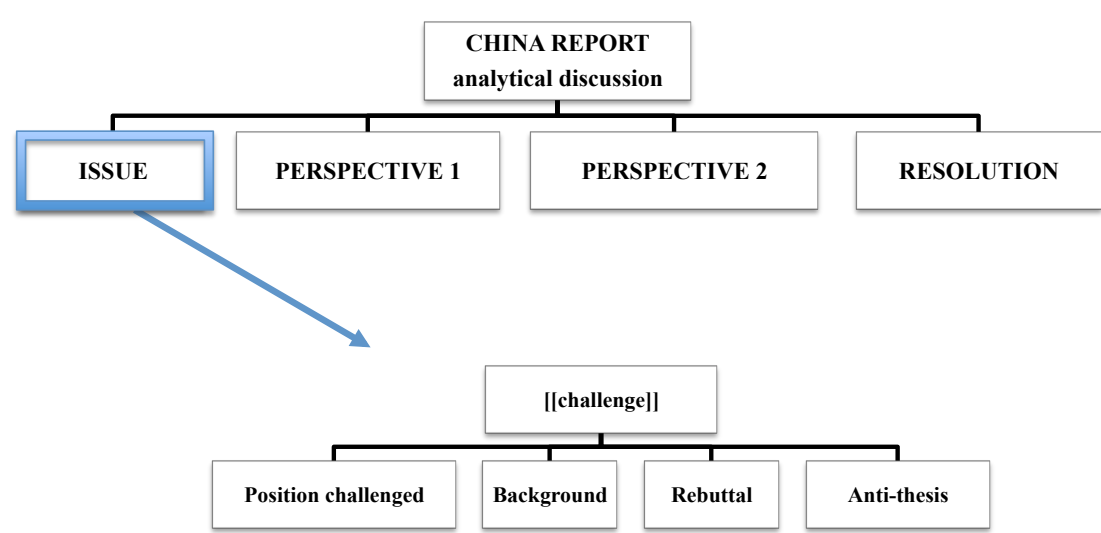 CHINA REPORT
analytical discussion
ISSUE
PERSPECTIVE 1
PERSPECTIVE 2
RESOLUTION
[[challenge]]
Position challenged
Background
Rebuttal
Anti-thesis